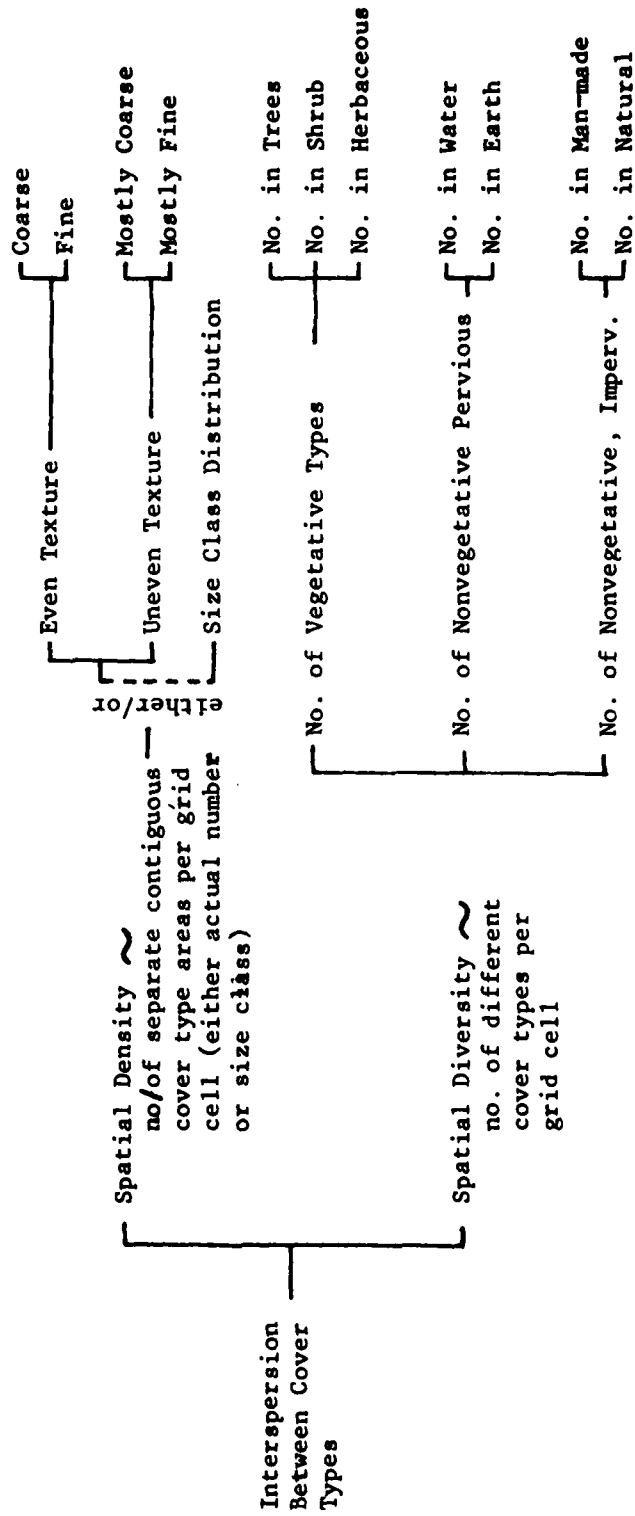 Interspersion
Between Cover
Types
Spatial Density ~
no/of separate contiguous
cover type areas per grid
cell (either actual number
or size class)
either/or
Even Texture
Coarse
Fine
Uneven Texture
Mostly Coarse
Mostly Fine
Size Class Distribution
Spatial Diversity ~
no. of different
cover types per
grid cell
No. of Vegetative Types
No. in Trees
No. in Shrub
No. in Herbaceous
No. of Nonvegetative Pervious
No. in Water
No. in Earth
No. of Nonvegetative, Imperv.
No. in Man-made
No. in Natural